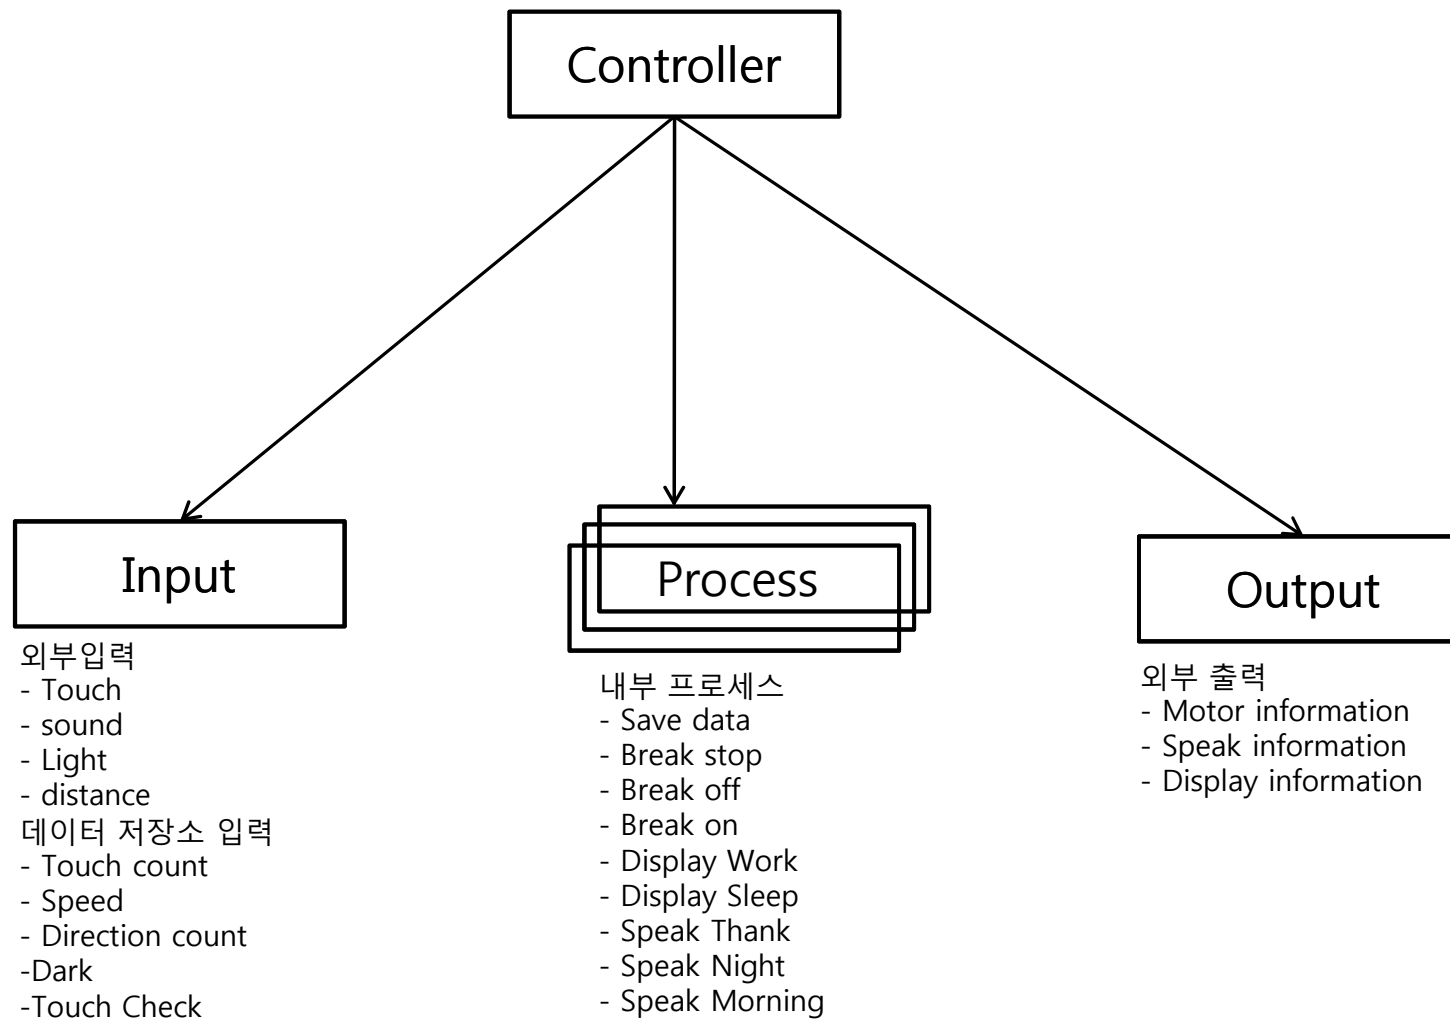 Controller
Input
외부입력
- Touch
- sound
- Light
- distance
데이터 저장소 입력
- Touch count
- Speed
- Direction count
-Dark
-Touch Check
Process
내부 프로세스
- Save data
- Break stop
- Break off
- Break on
- Display Work
- Display Sleep
- Speak Thank
- Speak Night
- Speak Morning
Output
외부 출력
- Motor information
- Speak information
- Display information